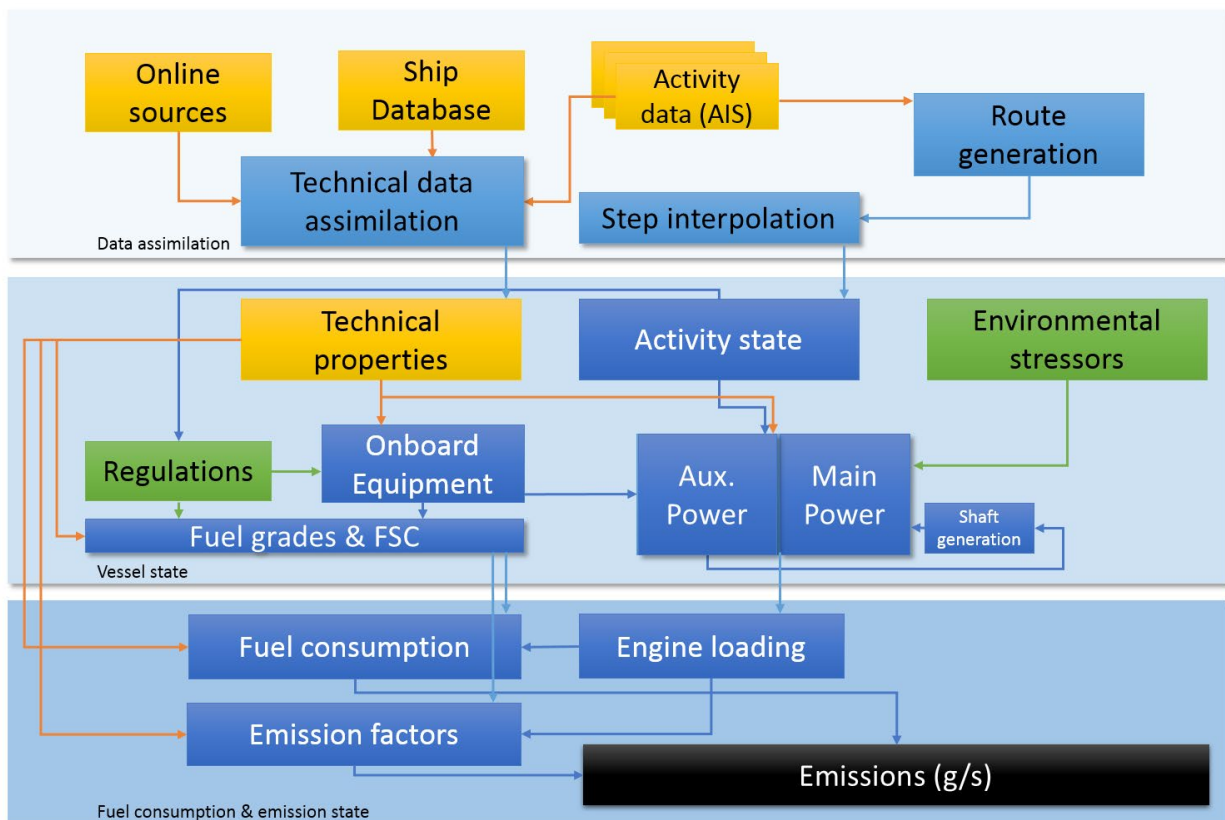 Online
sources
Ship
Database
Activity
data (AIS)
Route
generation
Technical data
assimilation
Step interpolation
Data assimilation
Technical
properties
Activity state
Environmental
stressors
Regulations
Onboard
Equipment
Aux.
Power
Main
Power
Shaft
generation
Fuel grades & FSC
Vessel state
Fuel consumption
Engine loading
Emission factors
Emissions (g/s)
Fuel consumption & emission state